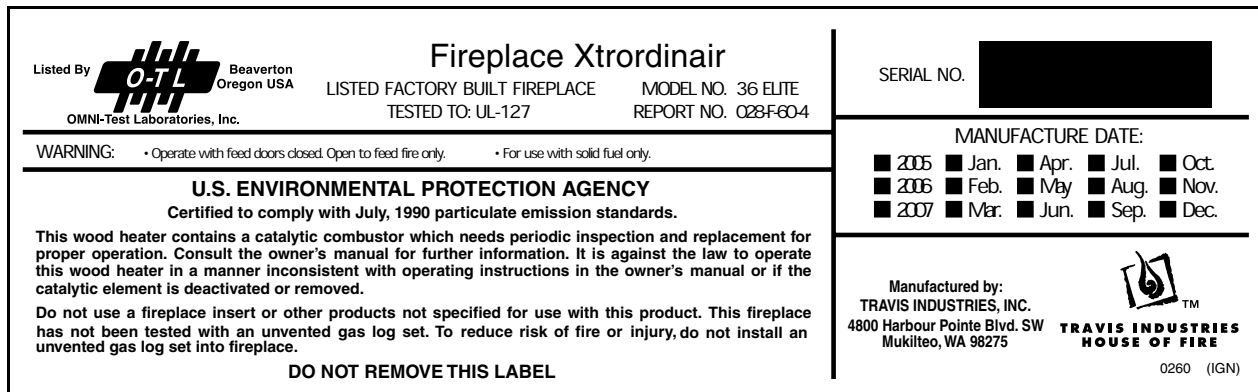 Listed By
O-TL
Beaverton
Oregon USA
OMNI-Test Laboratories, Inc.
Fireplace Xtrordinair
LISTED FACTORY BUILT FIREPLACE MODEL NO. 36 ELITE
TESTED TO: UL-127 REPORT NO. 028-F-60-4
WARNING: • Operate with feed doors closed. Open to feed fire only. • For use with solid fuel only.
U.S. ENVIRONMENTAL PROTECTION AGENCY
Certified to comply with July, 1990 particulate emission standards.
This wood heater contains a catalytic combustor which needs periodic inspection and replacement for
proper operation. Consult the owner's manual for further information. It is against the law to operate
this wood heater in a manner inconsistent with operating instructions in the owner's manual or if the
catalytic element is deactivated or removed.
Do not use a fireplace insert or other products not specified for use with this product. This fireplace
has not been tested with an unvented gas log set. To reduce risk of fire or injury, do not install an
unvented gas log set into fireplace.
DO NOT REMOVE THIS LABEL
SERIAL NO.
MANUFACTURE DATE:
2005 Jan. Apr. Jul. Oct.
2006 Feb. May Aug. Nov.
2007 Mar. Jun. Sep. Dec.
Manufactured by:
TRAVIS INDUSTRIES, INC.
4800 Harbour Pointe Blvd. SW
Mukilteo, WA 98275
TM
TRAVIS INDUSTRIES
HOUSE OF FIRE
0260 (IGN)